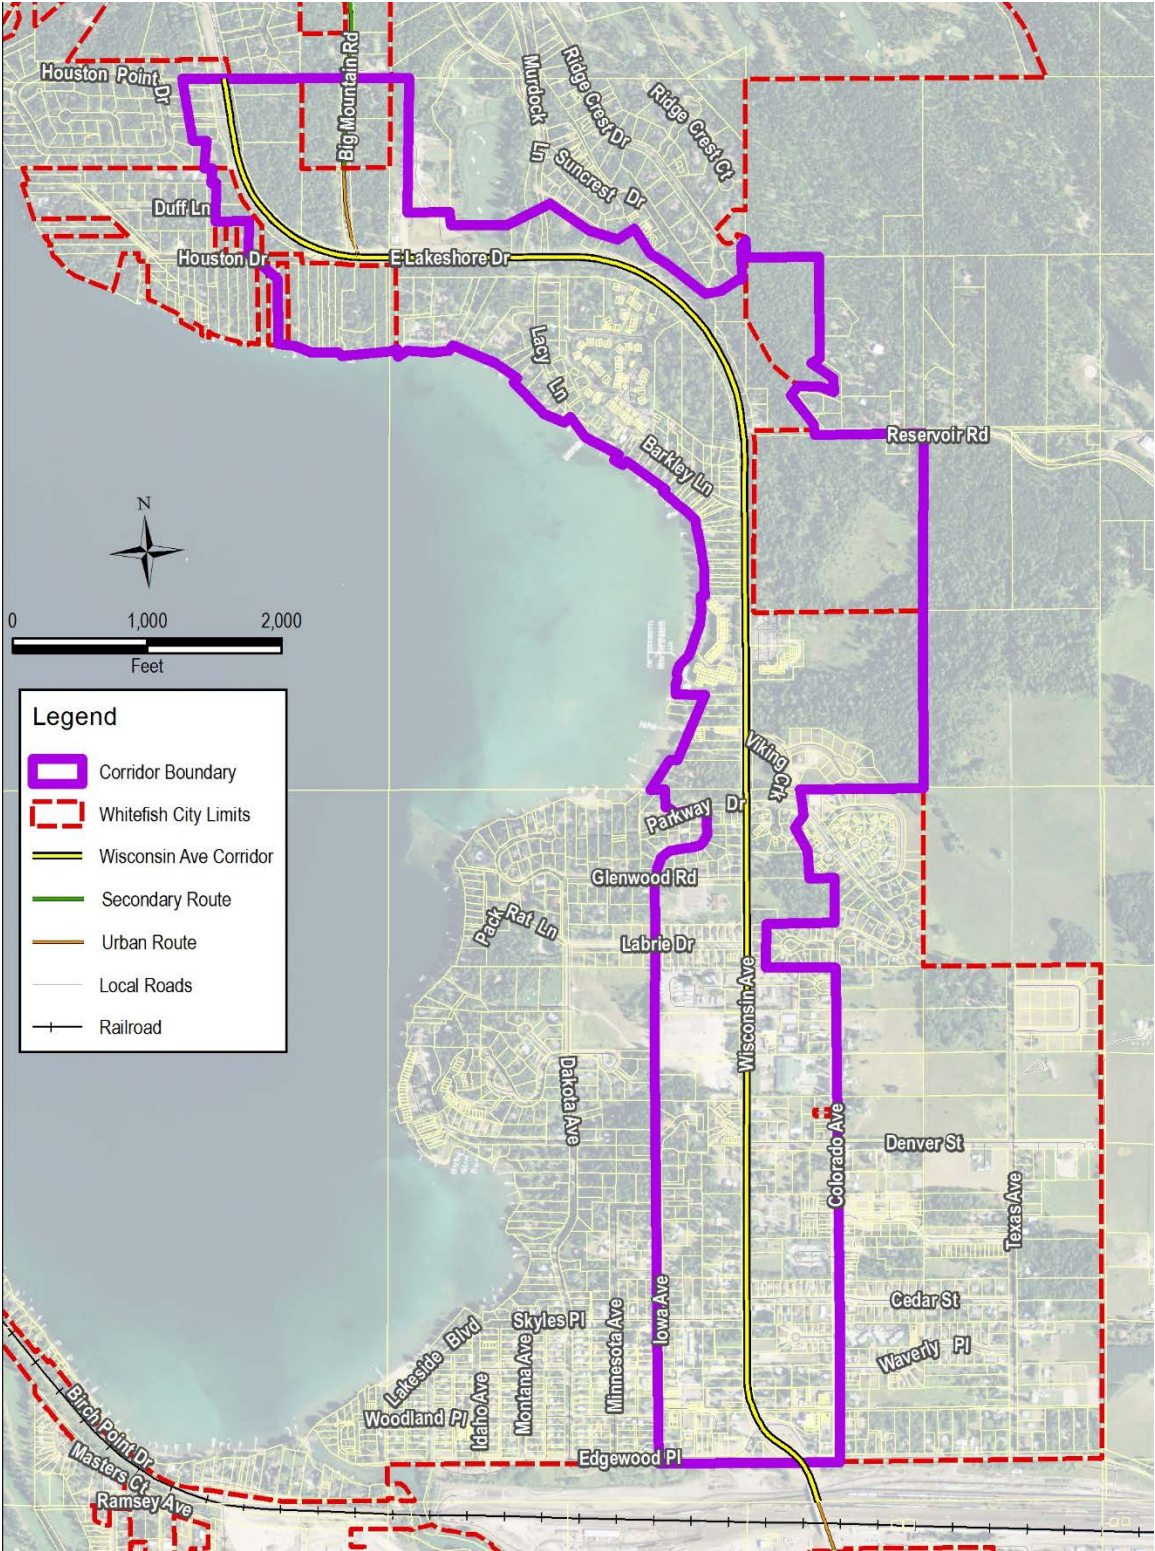 Houston Point Dr
Big Mountain Rd
Murdock Ln
Ridge Crest Dr
Ridge Crest Ct
Suncrest Dr
Duff Ln
Houston Dr
E Lakeshore Dr
Lacy Ln
Reservoir Rd
Barkley Ln
N
0 1,000 2,000
Feet
Legend
Corridor Boundary
Whitefish City Limits
Wisconsin Ave Corridor
Secondary Route
Urban Route
Local Roads
Railroad
Viking Crk
Parkway Dr
Glenwood Rd
Pack Rat Ln
Labrie Dr
Wisconsin Ave
Dakota Ave
Colorado Ave
Denver St
Texas Ave
Iowa Ave
Cedar St
Skyles Pl
Minnesota Ave
Montana Ave
Lakeside Blvd
Waverly Pl
Idaho Ave
Woodland Pl
Edgewood Pl
Birch Point Dr
Masters Ct
Ramsey Ave